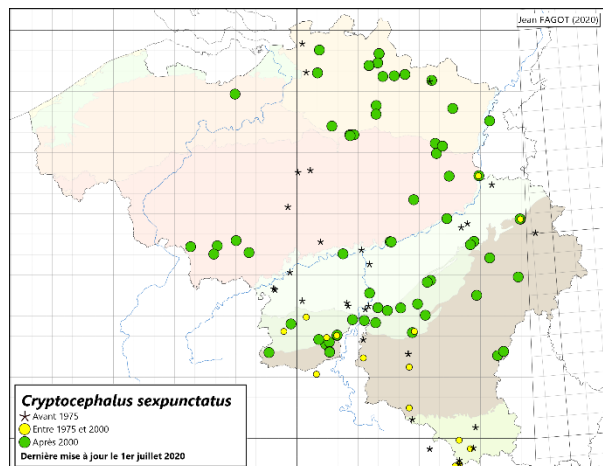 Jean FAGOT (2020)
Cryptocephalus sexpunctatus
Avant 1975
Entre 1975 et 2000
Après 2000
Dernière mise à jour le 1er juillet 2020